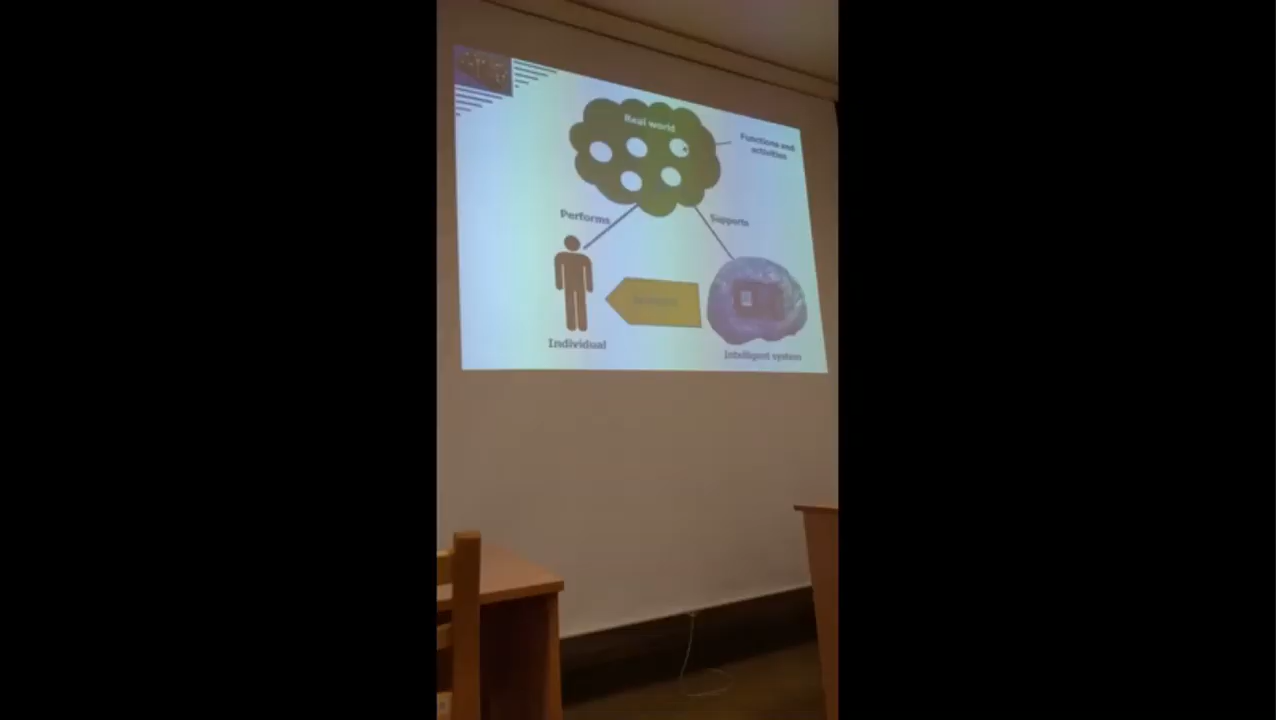 Real world
Functions and
activities
Performs
Supports
Individual
Intelligent system